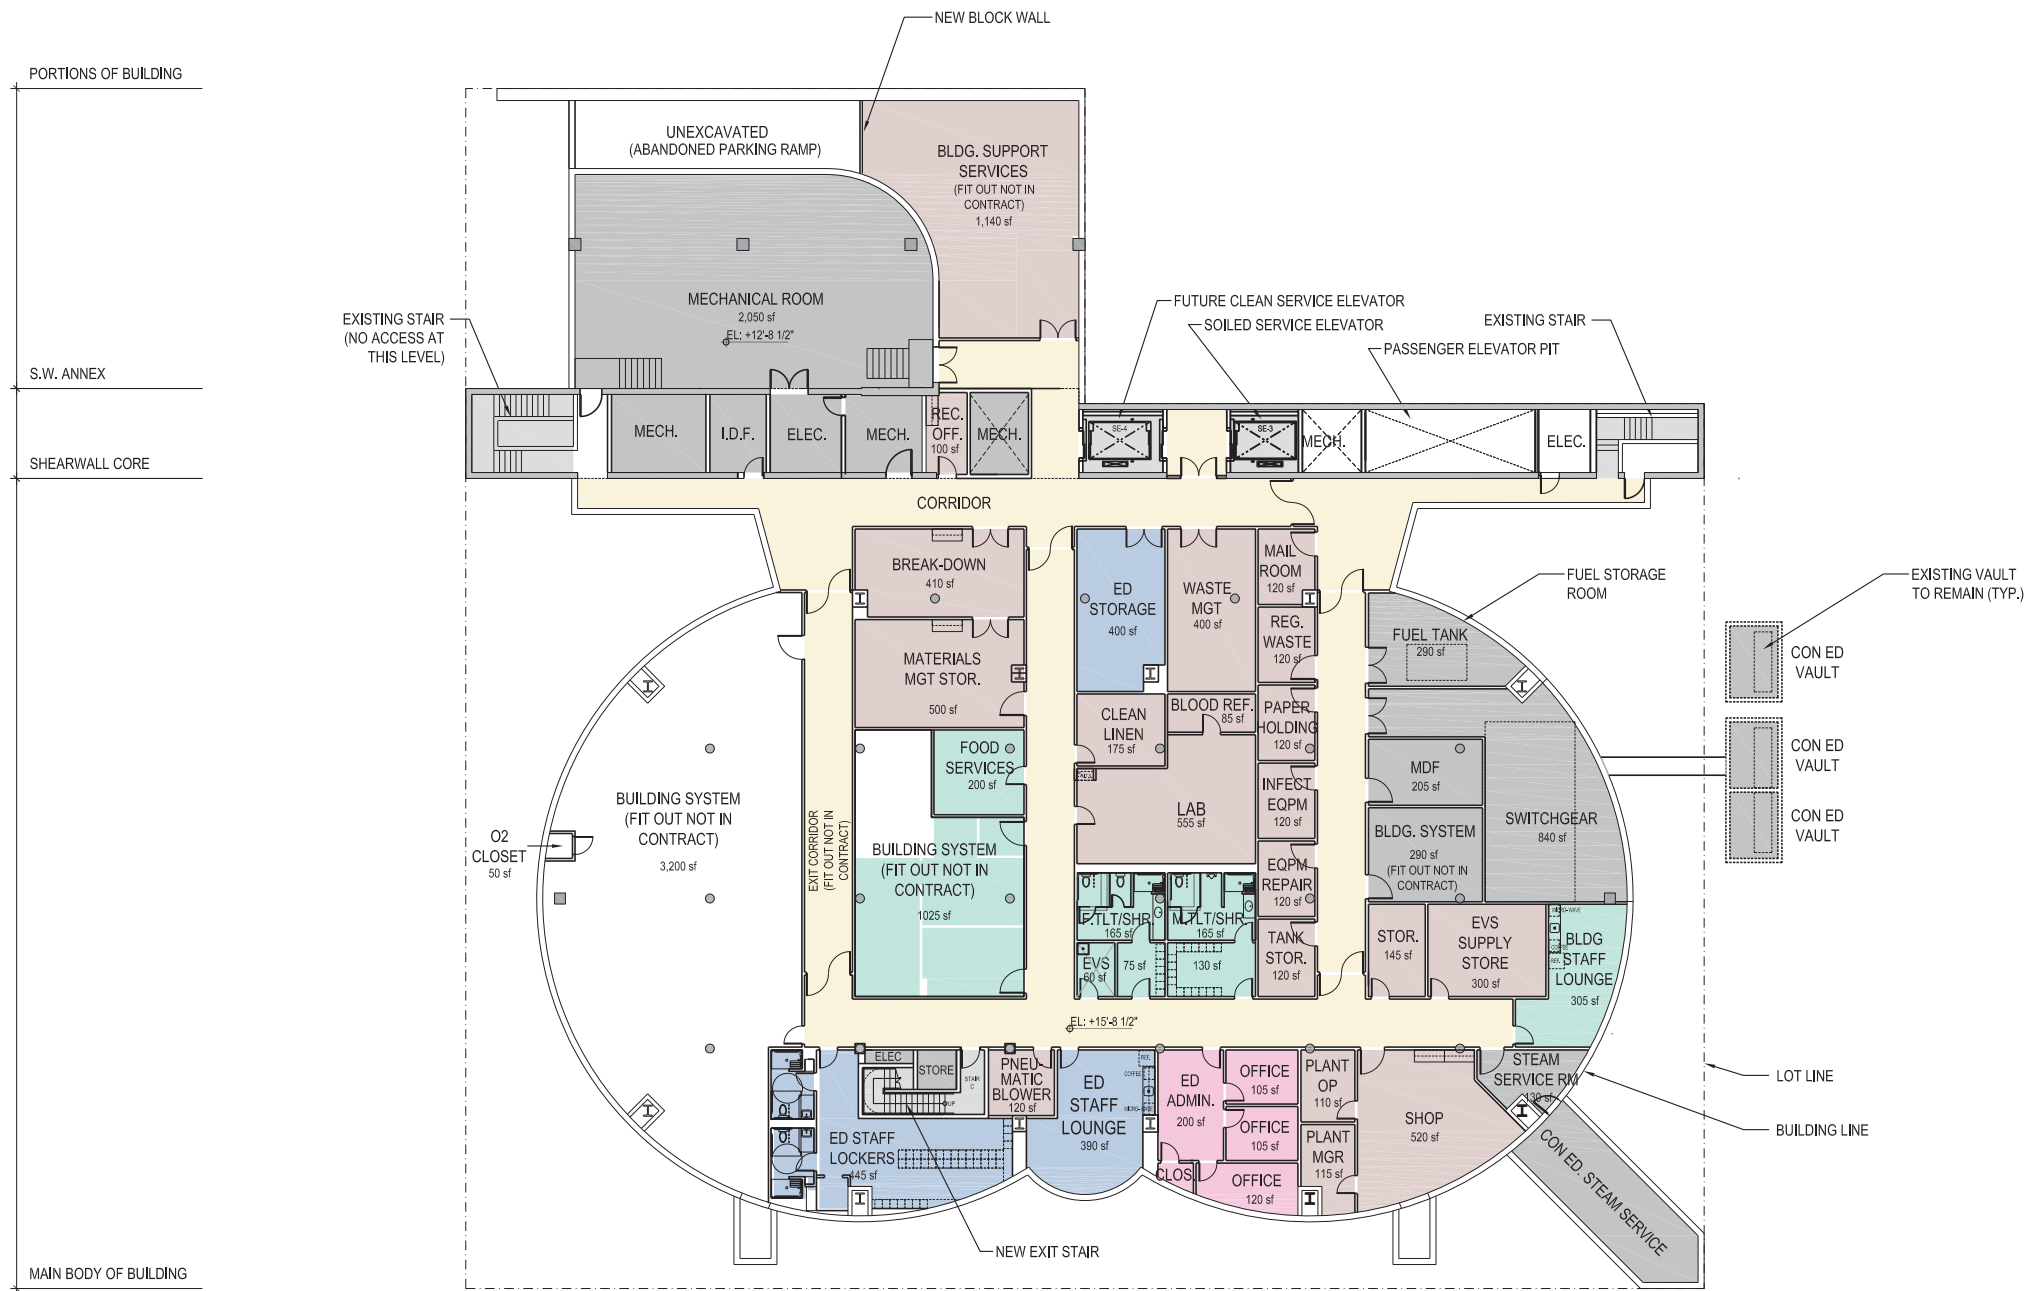 NEW BLOCK WALL
PORTIONS OF BUILDING
UNEXCAVATED
(ABANDONED PARKING RAMP)
BLDG. SUPPORT
SERVICES
(FIT OUT NOT IN
CONTRACT)
1,140 sf
MECHANICAL ROOM
2,050 sf
EL: +12'-8 1/2"
EXISTING STAIR
(NO ACCESS AT
THIS LEVEL)
FUTURE CLEAN SERVICE ELEVATOR
SOILED SERVICE ELEVATOR
EXISTING STAIR
PASSENGER ELEVATOR PIT
S.W. ANNEX
MECH.
I.D.F.
ELEC.
MECH.
REC.
OFF.
100 sf
MECH.
SE-4
SE-3
MECH.
ELEC.
SHEARWALL CORE
CORRIDOR
BREAK-DOWN
410 sf
ED
STORAGE
400 sf
WASTE
MGT
400 sf
MAIL
ROOM
120 sf
FUEL STORAGE
ROOM
EXISTING VAULT
TO REMAIN (TYP.)
MATERIALS
MGT STOR.
500 sf
REG.
WASTE
120 sf
FUEL TANK
290 sf
CON ED
VAULT
CLEAN
LINEN
175 sf
BLOOD REF.
85 sf
PAPER
HOLDING
120 sf
FOOD
SERVICES
200 sf
MDF
205 sf
CON ED
VAULT
BUILDING SYSTEM
(FIT OUT NOT IN
CONTRACT)
3,200 sf
O2
CLOSET
50 sf
EXIT CORRIDOR
(FIT OUT NOT IN
CONTRACT)
LAB
555 sf
INFECT
EQPM
120 sf
SWITCHGEAR
840 sf
CON ED
VAULT
BUILDING SYSTEM
(FIT OUT NOT IN
CONTRACT)
1025 sf
BLDG. SYSTEM
290 sf
(FIT OUT NOT IN
CONTRACT)
EQPM
REPAIR
120 sf
F.TLT/SHR.
165 sf
M.TLT/SHR.
165 sf
EVS
60 sf
75 sf
130 sf
TANK
STOR.
120 sf
STOR.
145 sf
EVS
SUPPLY
STORE
300 sf
MICRO-WAVE
COFFEE
REF.
BLDG
STAFF
LOUNGE
305 sf
EL: +15'-8 1/2"
ELEC
STORE
STAIR
C
UP
PNEU-
MATIC
BLOWER
120 sf
ED
STAFF
LOUNGE
390 sf
REF.
COFFEE
MICRO-WAVE
ED
ADMIN.
200 sf
OFFICE
105 sf
OFFICE
105 sf
CLOS.
OFFICE
120 sf
PLANT
OP
110 sf
PLANT
MGR
115 sf
SHOP
520 sf
STEAM
SERVICE RM
130 sf
LOT LINE
ED STAFF
LOCKERS
445 sf
BUILDING LINE
CON ED. STEAM SERVICE
NEW EXIT STAIR
MAIN BODY OF BUILDING